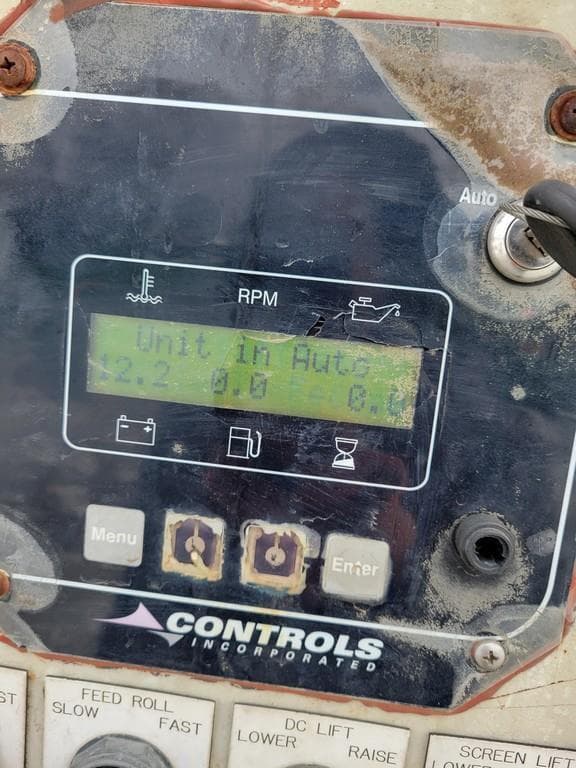 Auto
RPM
Unit in Auto
12.2 0.0 0.0
Menu Enter
CONTROLS
INCORPORATED
ST
FEED ROLL
SLOW FAST
DC LIFT
LOWER RAISE
SCREEN LIFT